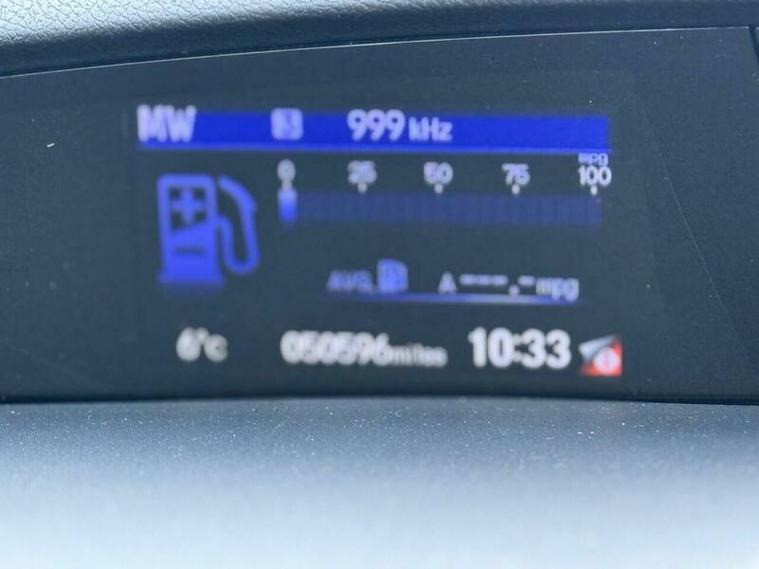 MW 3 999 kHz
mpg
0 25 50 75 100
AVG. A ---.- mpg
6°c 050596 miles 10:33